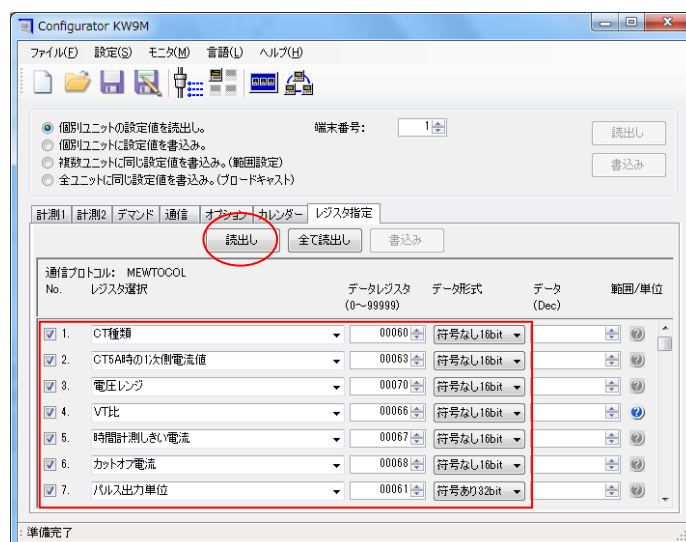 Configurator KW9M
ファイル(F) 設定(S) モニタ(M) 言語(L) ヘルプ(H)
個別ユニットの設定値を読出し。 端末番号: 1 読出し
個別ユニットに設定値を書込み。
複数ユニットに同じ設定値を書込み。(範囲設定) 書込み
全ユニットに同じ設定値を書込み。(ブロードキャスト)
計測1 計測2 デマンド 通信 オプション カレンダー レジスタ指定
読出し 全て読出し 書込み
通信プロトコル: MEWTOCOL
No. レジスタ選択 データレジスタ データ形式 データ 範囲/単位
(0～99999) (Dec)
1. CT種類 00060 符号なし16bit
2. CT5A時の1次側電流値 00063 符号なし16bit
3. 電圧レンジ 00070 符号なし16bit
4. VT比 00066 符号なし16bit
5. 時間計測しきい電流 00067 符号なし16bit
6. カットオフ電流 00068 符号なし16bit
7. パルス出力単位 00061 符号あり32bit
準備完了